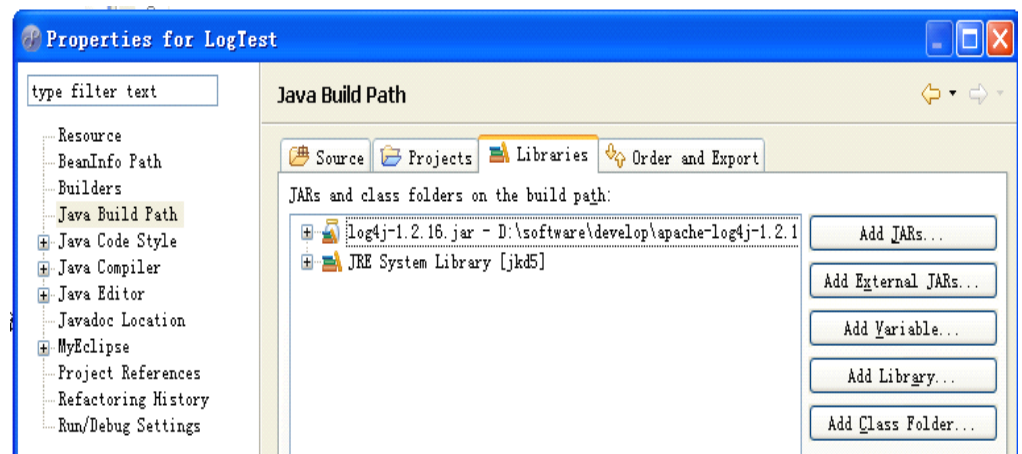 Properties for LogTest
type filter text
Resource
BeanInfo Path
Builders
Java Build Path
Java Code Style
Java Compiler
Java Editor
Javadoc Location
MyEclipse
Project References
Refactoring History
Run/Debug Settings
Java Build Path
Source Projects Libraries Order and Export
JARs and class folders on the build path:
log4j-1.2.16.jar - D:\software\develop\apache-log4j-1.2.1
JRE System Library [jkd5]
Add JARs...
Add External JARs...
Add Variable...
Add Library...
Add Class Folder...